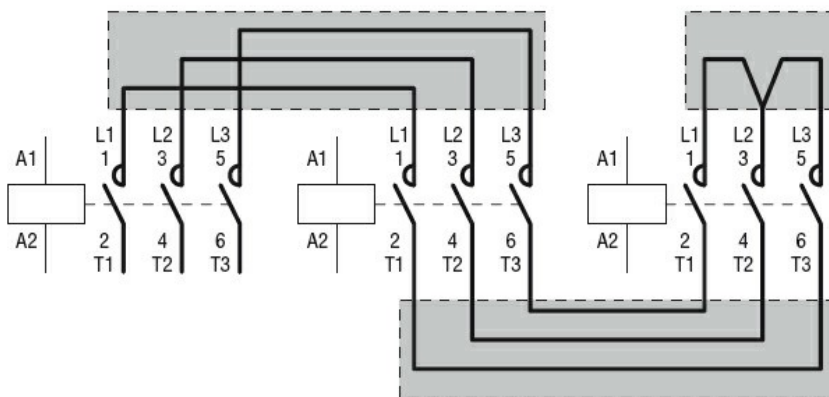 L1 L2 L3 L1 L2 L3 L1 L2 L3
A1 1 3 5 A1 1 3 5 A1 1 3 5
A2 2 4 6 A2 2 4 6 A2 2 4 6
T1 T2 T3 T1 T2 T3 T1 T2 T3